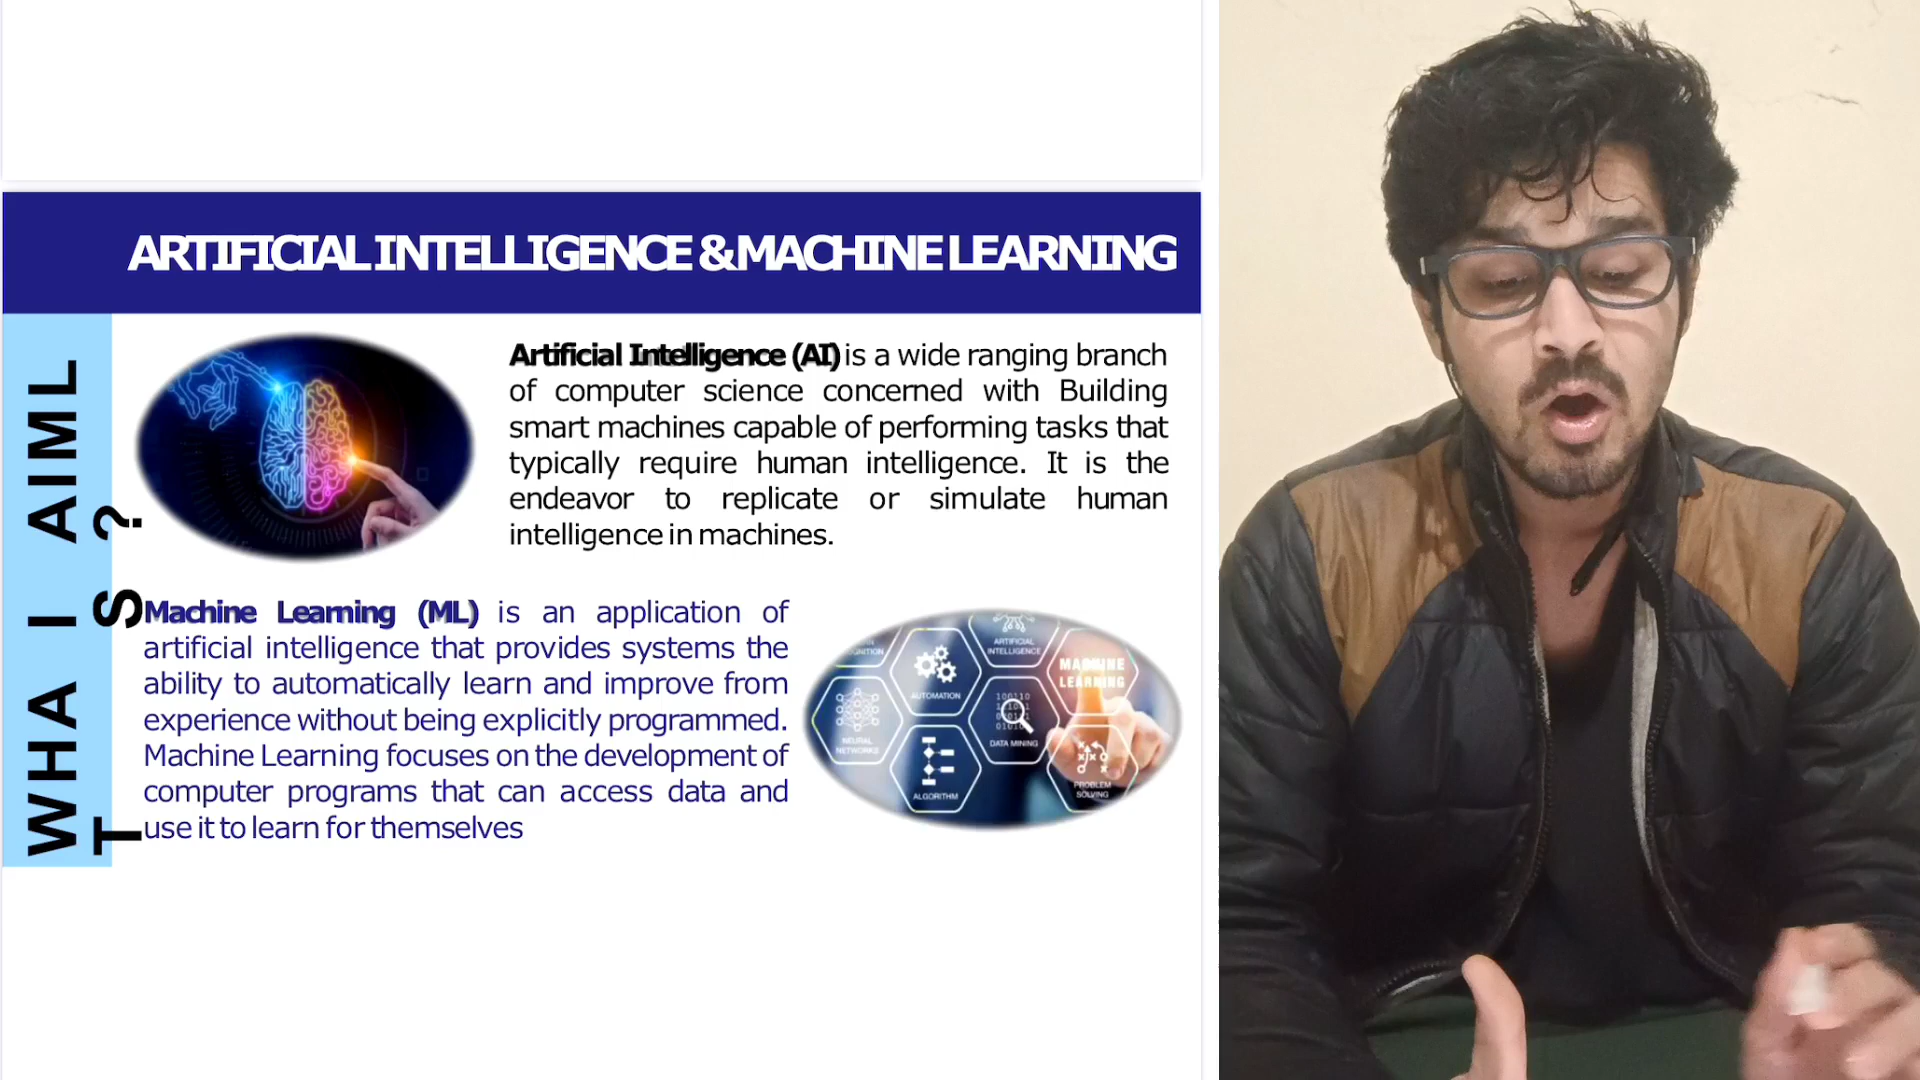 ARTIFICIAL INTELLIGENCE & MACHINE LEARNING
WHA I AIML
T S ?
Artificial Intelligence (AI) is a wide ranging branch
of computer science concerned with Building
smart machines capable of performing tasks that
typically require human intelligence. It is the
endeavor to replicate or simulate human
intelligence in machines.
Machine Learning (ML) is an application of
artificial intelligence that provides systems the
ability to automatically learn and improve from
experience without being explicitly programmed.
Machine Learning focuses on the development of
computer programs that can access data and
use it to learn for themselves
ARTIFICIAL
INTELLIGENCE
MACHINE
LEARNING
AUTOMATION
NEURAL
NETWORKS
DATA MINING
ALGORITHM
PROBLEM
SOLVING